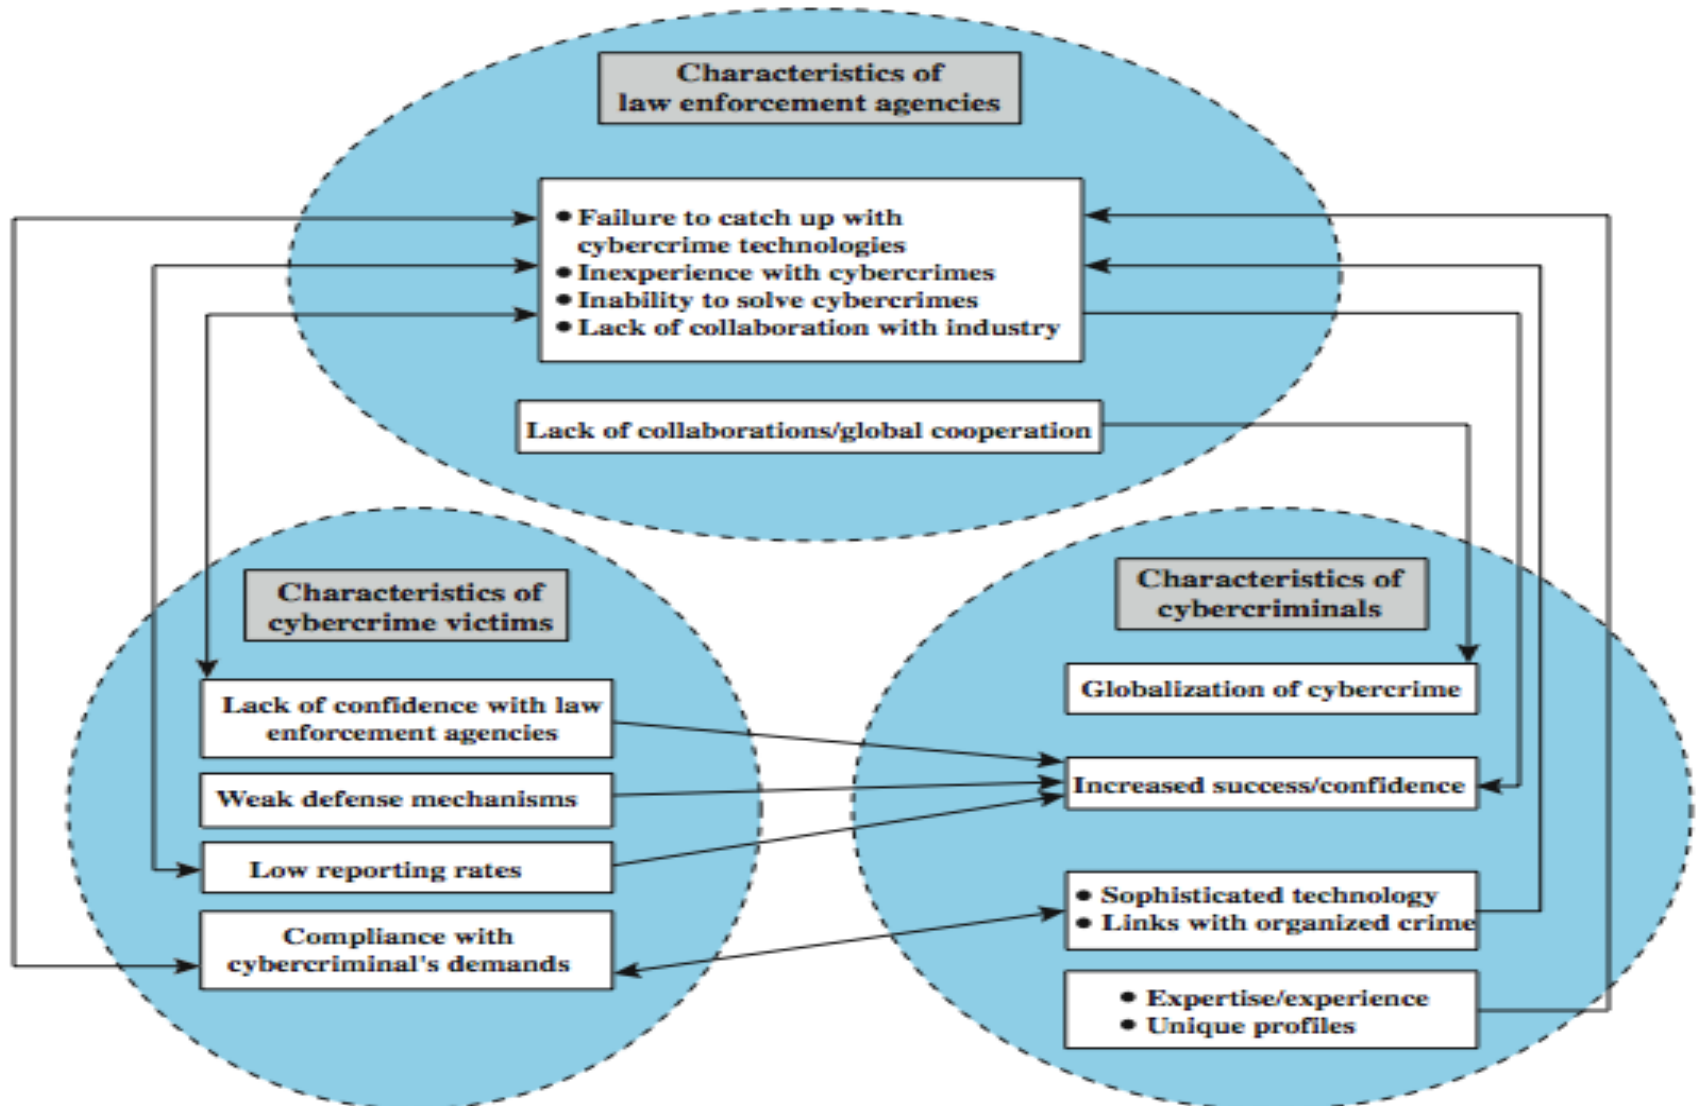 Characteristics of
law enforcement agencies
● Failure to catch up with
cybercrime technologies
● Inexperience with cybercrimes
● Inability to solve cybercrimes
● Lack of collaboration with industry
Lack of collaborations/global cooperation
Characteristics of
cybercrime victims
Lack of confidence with law
enforcement agencies
Weak defense mechanisms
Low reporting rates
Compliance with
cybercriminal's demands
Characteristics of
cybercriminals
Globalization of cybercrime
Increased success/confidence
● Sophisticated technology
● Links with organized crime
● Expertise/experience
● Unique profiles